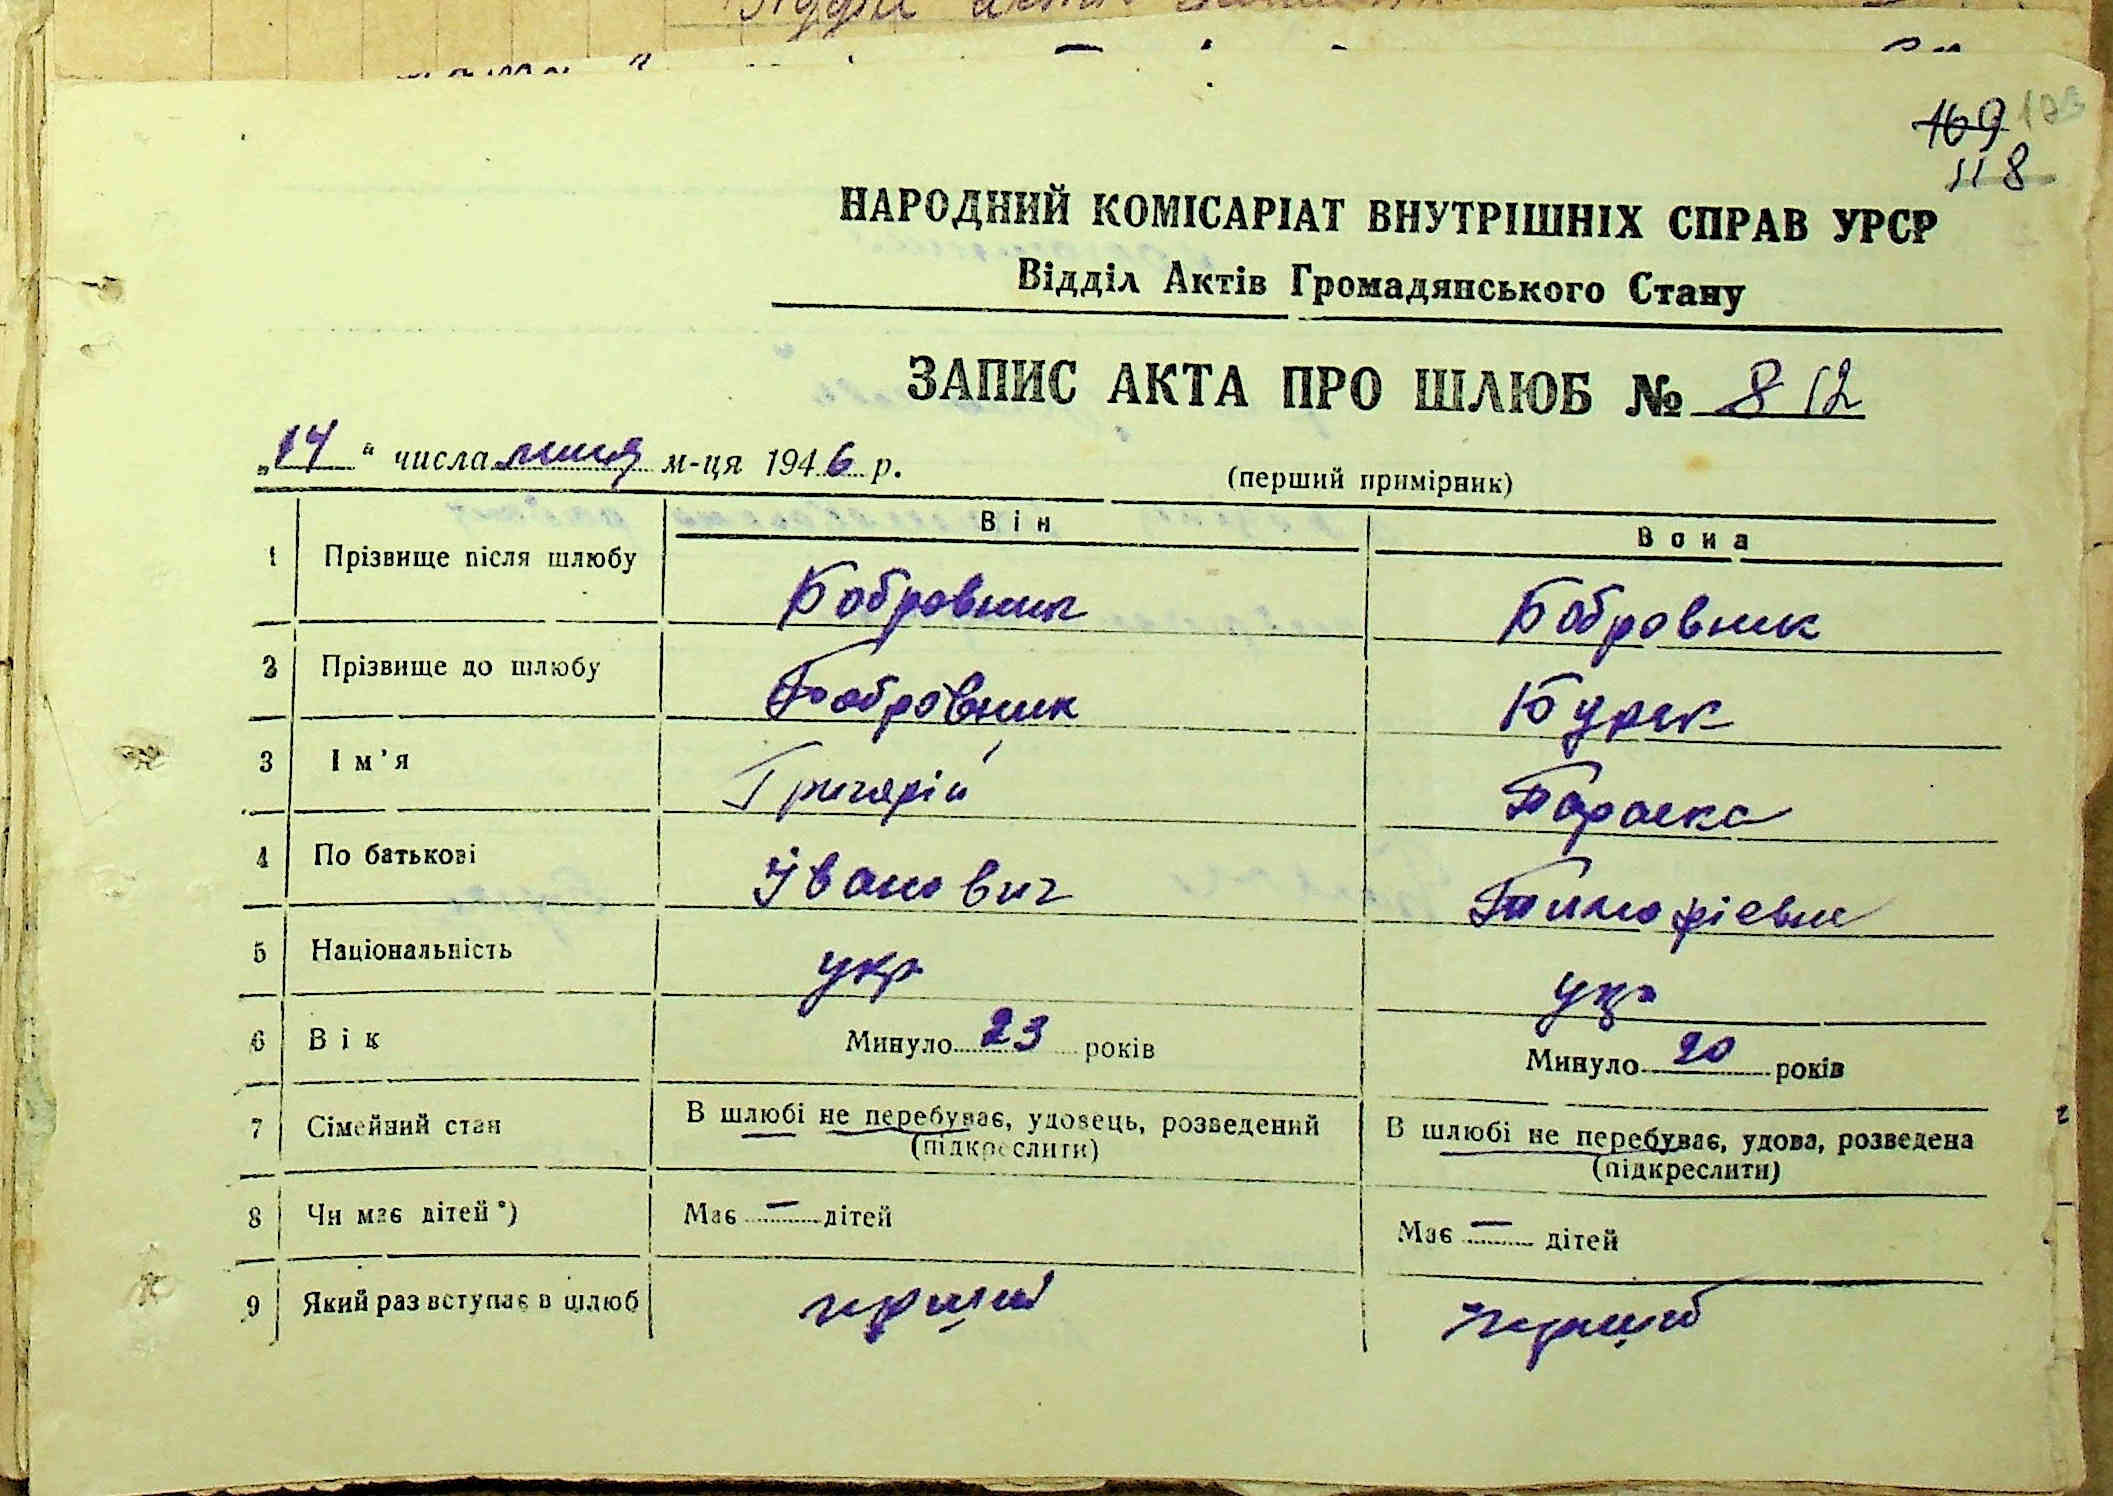 169 173
118
НАРОДНИЙ КОМІСАРІАТ ВНУТРІШНІХ СПРАВ УРСР
Відділ Актів Громадянського Стану
ЗАПИС АКТА ПРО ШЛЮБ № 812
„14“ числа липня м-ця 1946 р.
(перший примірник)
Він Вона
1 Прізвище після шлюбу Бобровник Бобровник
2 Прізвище до шлюбу Бобровник Бурек
3 Ім'я Григорій Параска
4 По батькові Іванович Тимофієвна
5 Національність укр укр
6 Вік Минуло 23 років Минуло 20 років
7 Сімейний стан В шлюбі не перебуває, удовець, розведений (підкреслити) В шлюбі не перебуває, удова, розведена (підкреслити)
8 Чи має дітей*) Має — дітей Має — дітей
9 Який раз вступає в шлюб перший перший